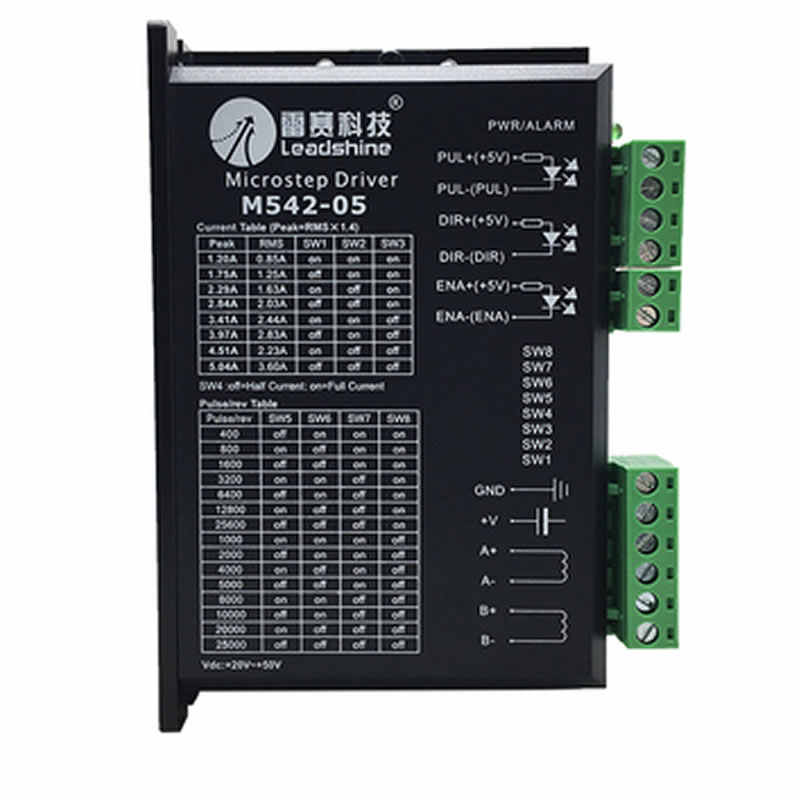 雷赛科技®
Leadshine
Microstep Driver
M542-05
Current Table (Peak=RMS×1.4)
Peak RMS SW1 SW2 SW3
1.20A 0.85A on on on
1.75A 1.25A off on on
2.29A 1.63A on off on
2.84A 2.03A off off on
3.41A 2.44A on on off
3.97A 2.83A off on off
4.51A 2.23A on off off
5.04A 3.60A off off off
SW4 :off=Half Current: on=Full Current
Pulse/rev Table
Pulse/rev SW5 SW6 SW7 SW8
400 off on on on
800 on off on on
1600 off off on on
3200 on on off on
6400 off on off on
12800 on off off on
25600 off off off on
1000 on on on off
2000 off on on off
4000 on off on off
5000 off off on off
8000 on on off off
10000 off on off off
20000 on off off off
25000 off off off off
Vdc:+20V~+50V
PWR/ALARM
PUL+(+5V)
PUL-(PUL)
DIR+(+5V)
DIR-(DIR)
ENA+(+5V)
ENA-(ENA)
SW8
SW7
SW6
SW5
SW4
SW3
SW2
SW1
GND
+V
A+
A-
B+
B-